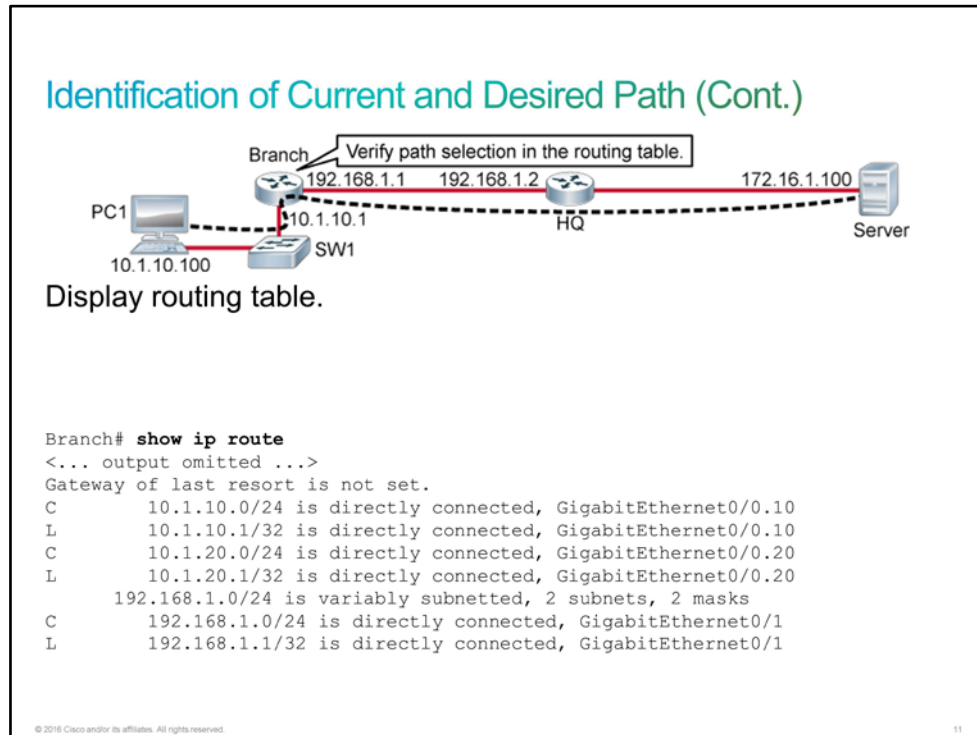 Identification of Current and Desired Path (Cont.)
Branch
Verify path selection in the routing table.
192.168.1.1
192.168.1.2
172.16.1.100
PC1
10.1.10.1
HQ
Server
SW1
10.1.10.100
Display routing table.
Branch# show ip route
<... output omitted ...>
Gateway of last resort is not set.
C 10.1.10.0/24 is directly connected, GigabitEthernet0/0.10
L 10.1.10.1/32 is directly connected, GigabitEthernet0/0.10
C 10.1.20.0/24 is directly connected, GigabitEthernet0/0.20
L 10.1.20.1/32 is directly connected, GigabitEthernet0/0.20
192.168.1.0/24 is variably subnetted, 2 subnets, 2 masks
C 192.168.1.0/24 is directly connected, GigabitEthernet0/1
L 192.168.1.1/32 is directly connected, GigabitEthernet0/1
© 2016 Cisco and/or its affiliates. All rights reserved.
11